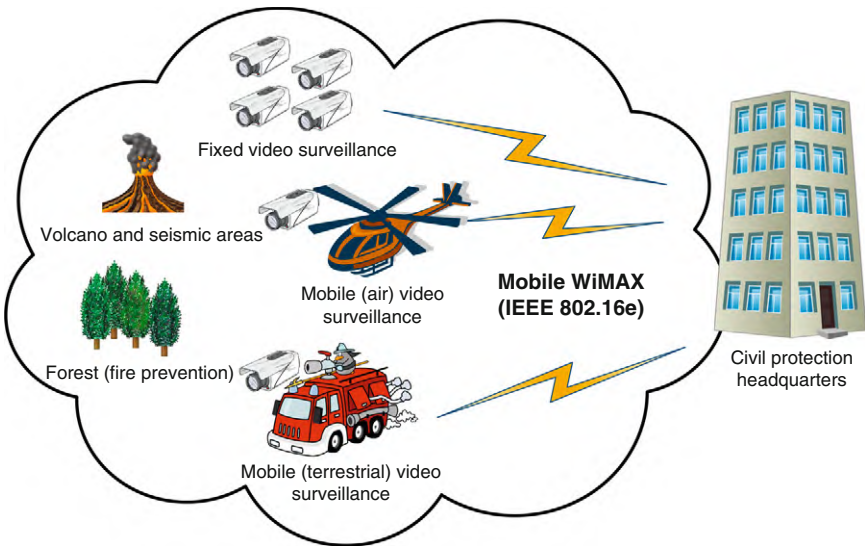 Fixed video surveillance
Volcano and seismic areas
Mobile (air) video
surveillance
Mobile WiMAX
(IEEE 802.16e)
Forest (fire prevention)
Civil protection
headquarters
Mobile (terrestrial) video
surveillance